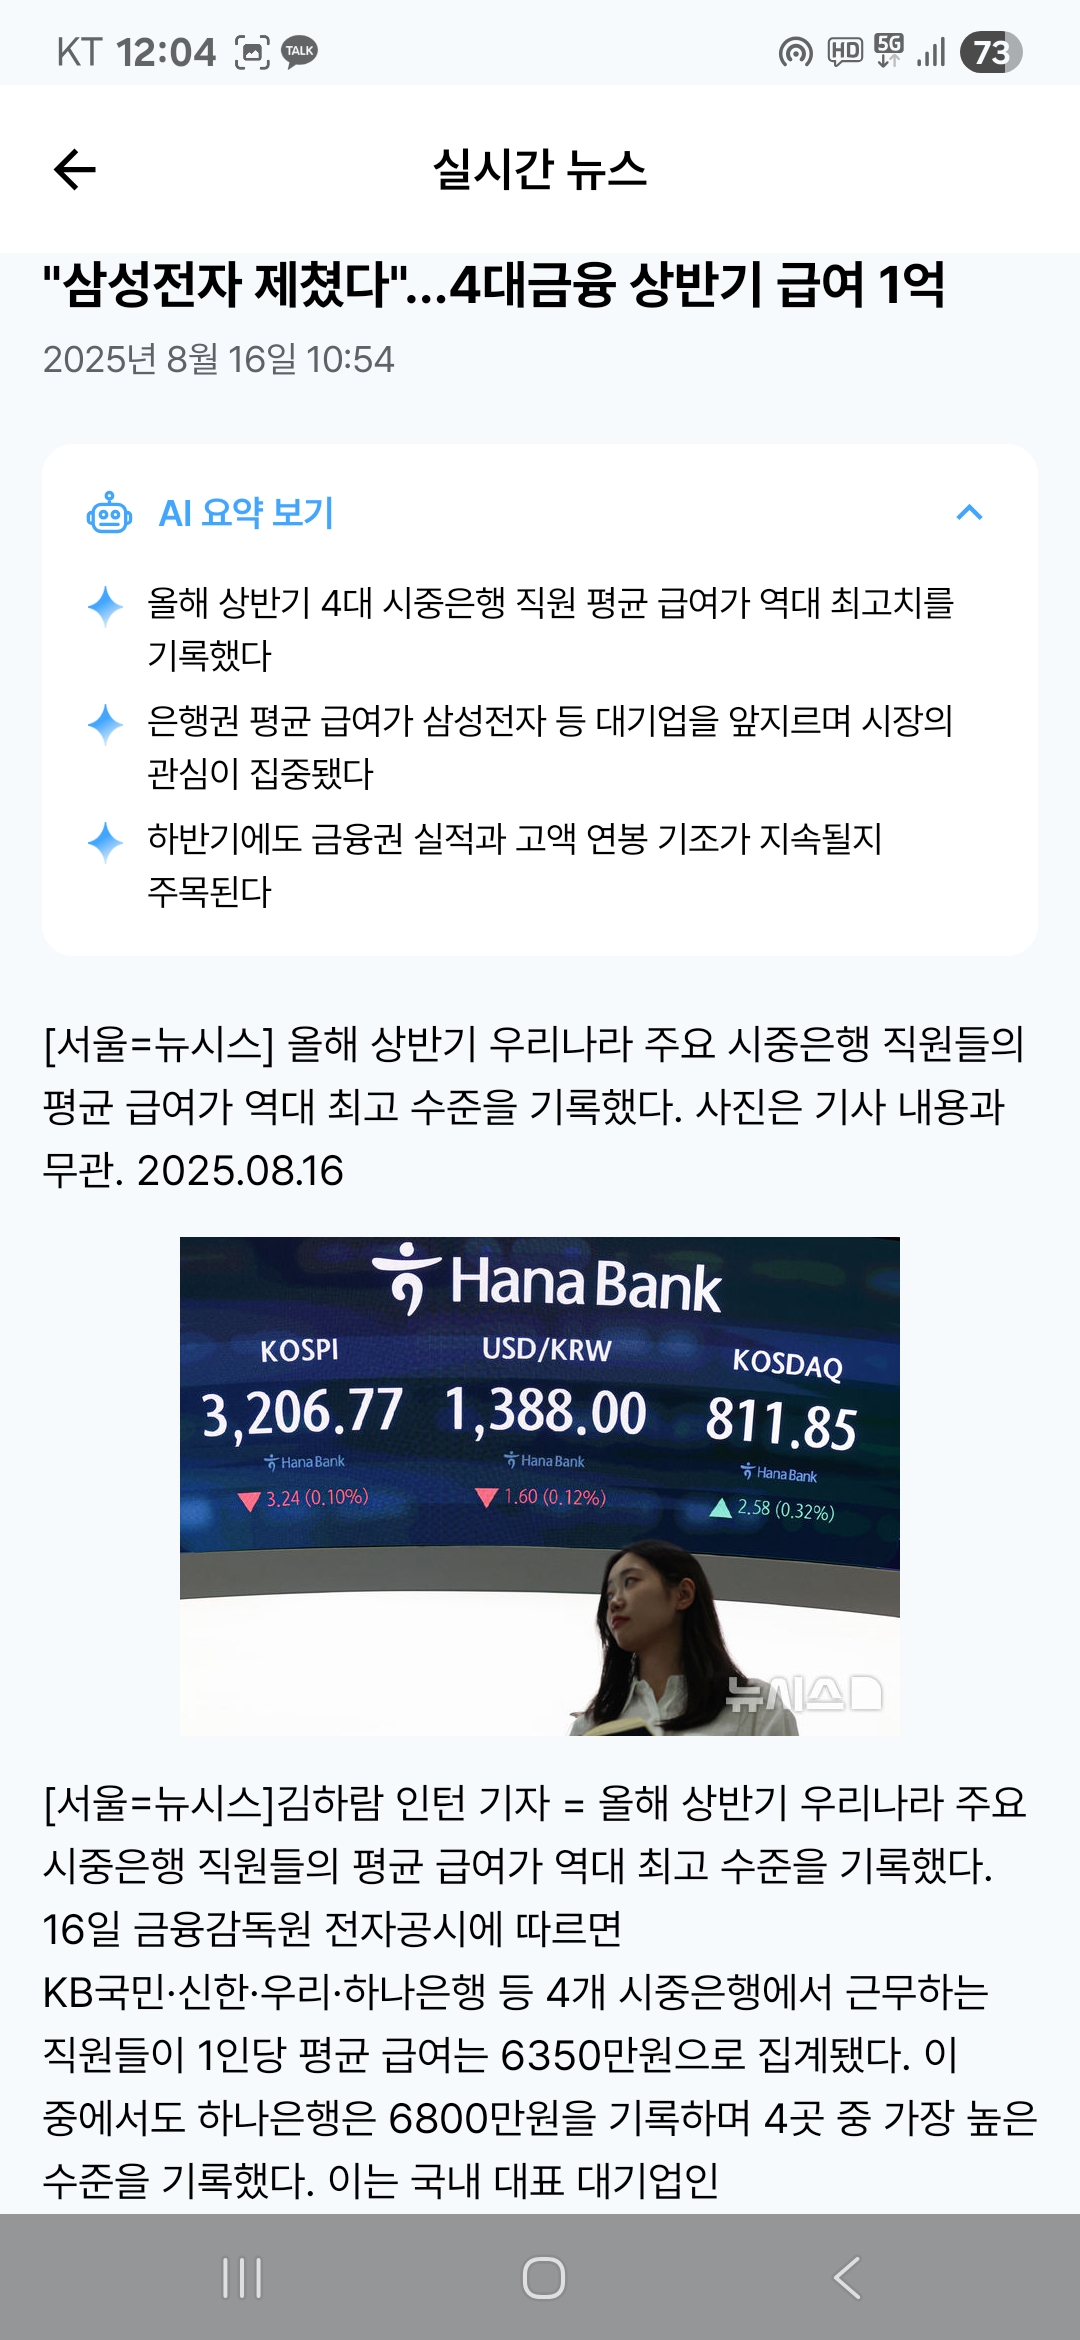 KT 12:04 TALK HD 5G 73
실시간 뉴스
"삼성전자 제쳤다"...4대금융 상반기 급여 1억
2025년 8월 16일 10:54
AI 요약 보기
올해 상반기 4대 시중은행 직원 평균 급여가 역대 최고치를
기록했다
은행권 평균 급여가 삼성전자 등 대기업을 앞지르며 시장의
관심이 집중됐다
하반기에도 금융권 실적과 고액 연봉 기조가 지속될지
주목된다
[서울=뉴시스] 올해 상반기 우리나라 주요 시중은행 직원들의
평균 급여가 역대 최고 수준을 기록했다. 사진은 기사 내용과
무관. 2025.08.16
Hana Bank
KOSPI USD/KRW KOSDAQ
3,206.77 1,388.00 811.85
Hana Bank Hana Bank Hana Bank
▼ 3.24 (0.10%) ▼ 1.60 (0.12%) ▲ 2.58 (0.32%)
뉴시스
[서울=뉴시스]김하람 인턴 기자 = 올해 상반기 우리나라 주요
시중은행 직원들의 평균 급여가 역대 최고 수준을 기록했다.
16일 금융감독원 전자공시에 따르면
KB국민·신한·우리·하나은행 등 4개 시중은행에서 근무하는
직원들이 1인당 평균 급여는 6350만원으로 집계됐다. 이
중에서도 하나은행은 6800만원을 기록하며 4곳 중 가장 높은
수준을 기록했다. 이는 국내 대표 대기업인